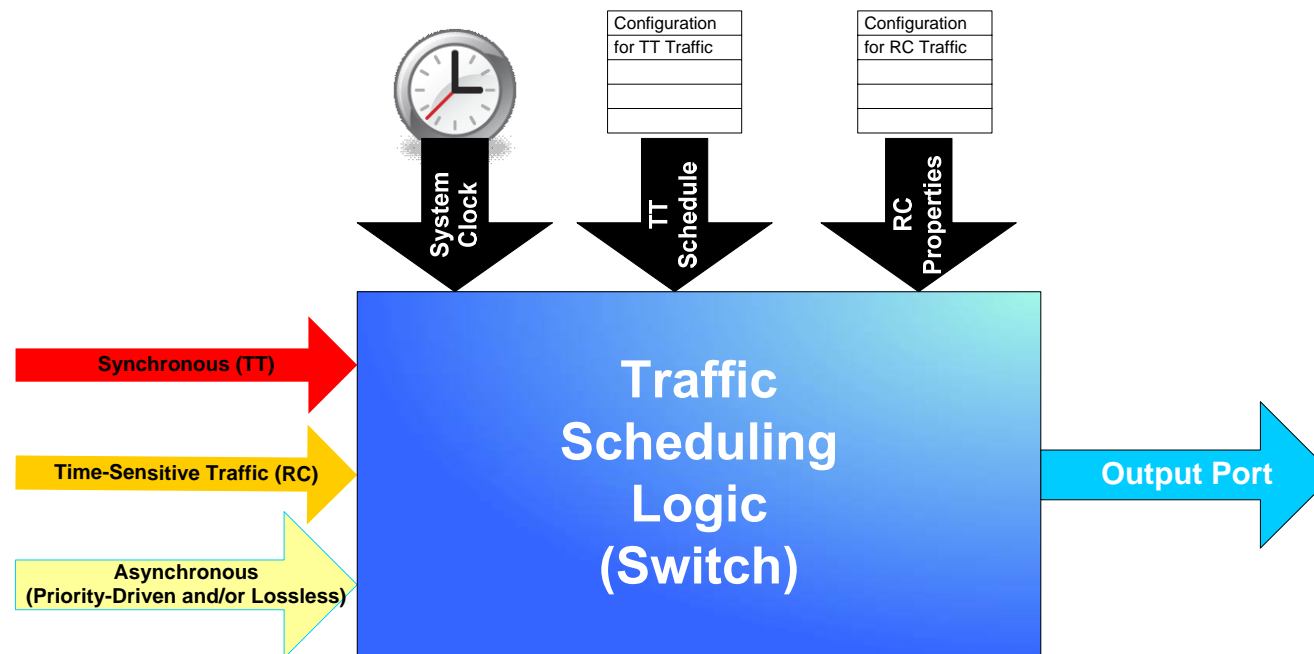 Configuration
for TT Traffic
Configuration
for RC Traffic
System
Clock
TT
Schedule
RC
Properties
Synchronous (TT)
Time-Sensitive Traffic (RC)
Asynchronous
(Priority-Driven and/or Lossless)
Traffic
Scheduling
Logic
(Switch)
Output Port